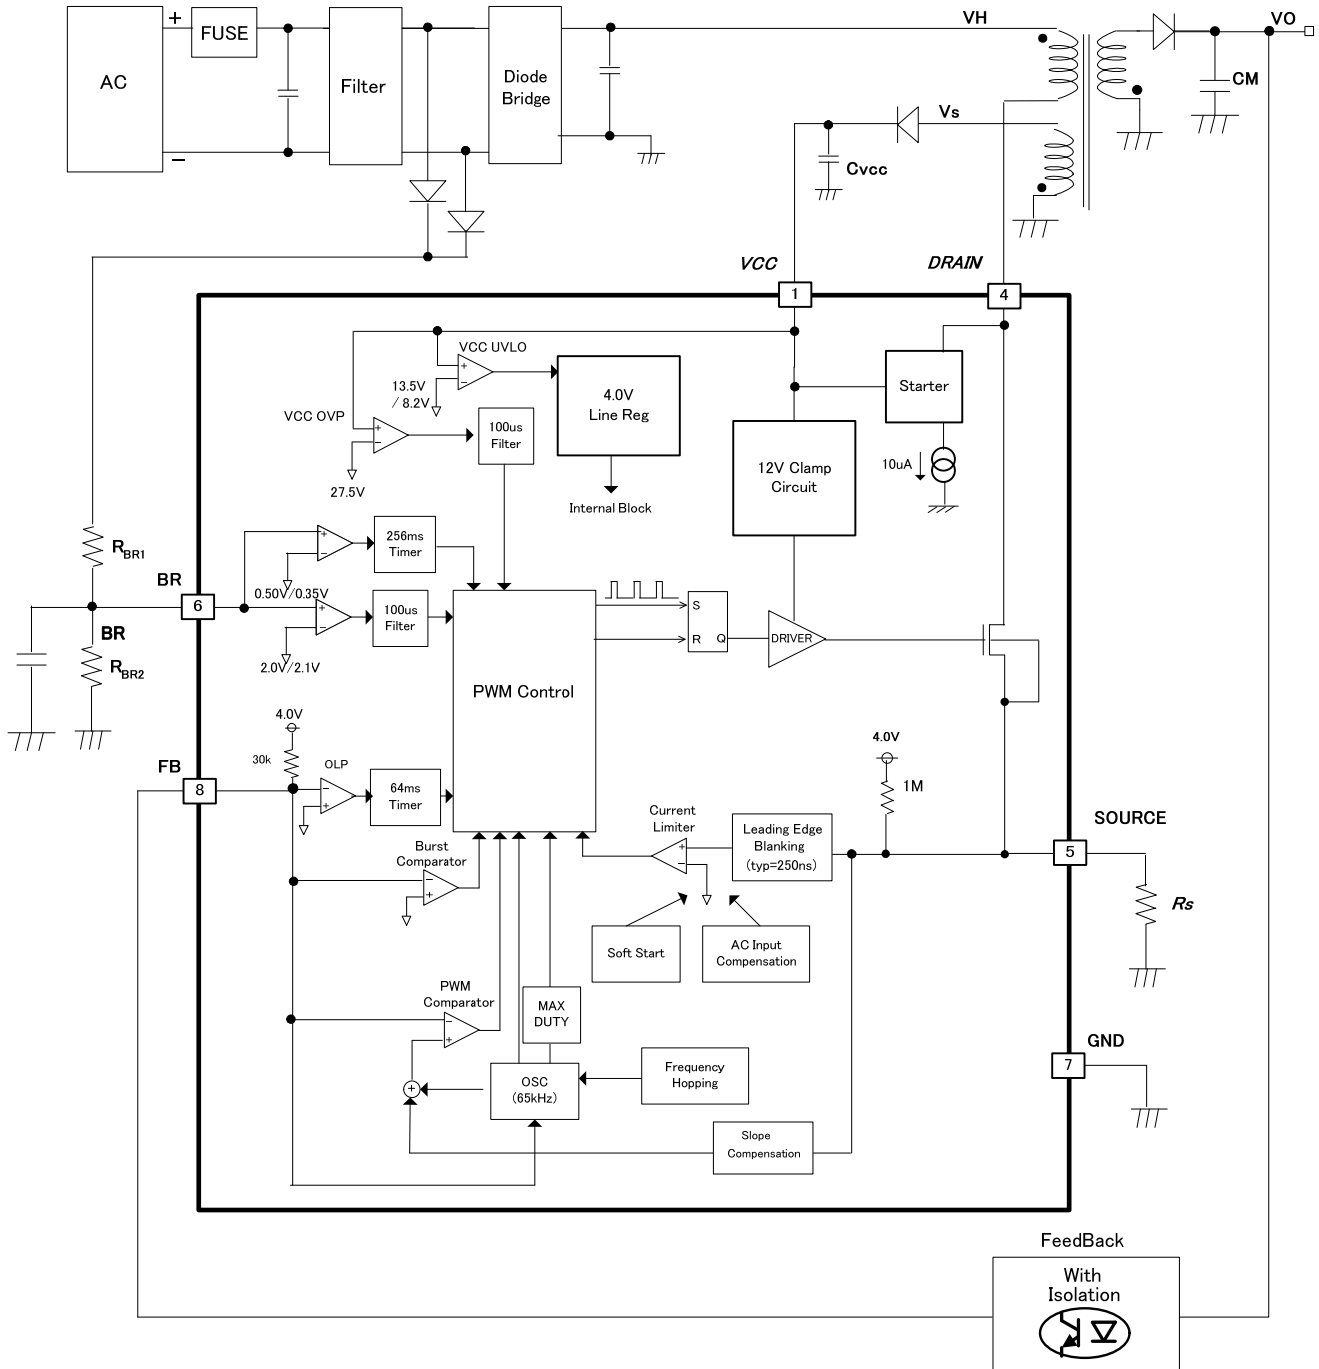 VH
VO
+
FUSE
AC
Filter
Diode
Bridge
CM
−
Vs
Cvcc
VCC
DRAIN
1
4
VCC UVLO
13.5V
/ 8.2V
4.0V
Line Reg
Starter
VCC OVP
100us
Filter
27.5V
12V Clamp
Circuit
10uA
Internal Block
RBR1
256ms
Timer
BR
6
0.50V/0.35V
100us
Filter
S
R
Q
DRIVER
BR
RBR2
2.0V/2.1V
PWM Control
4.0V
30k
FB
8
OLP
64ms
Timer
4.0V
1M
Current
Limiter
Leading Edge
Blanking
(typ=250ns)
SOURCE
5
Rs
Burst
Comparator
Soft Start
AC Input
Compensation
PWM
Comparator
MAX
DUTY
GND
7
OSC
(65kHz)
Frequency
Hopping
Slope
Compensation
FeedBack
With
Isolation